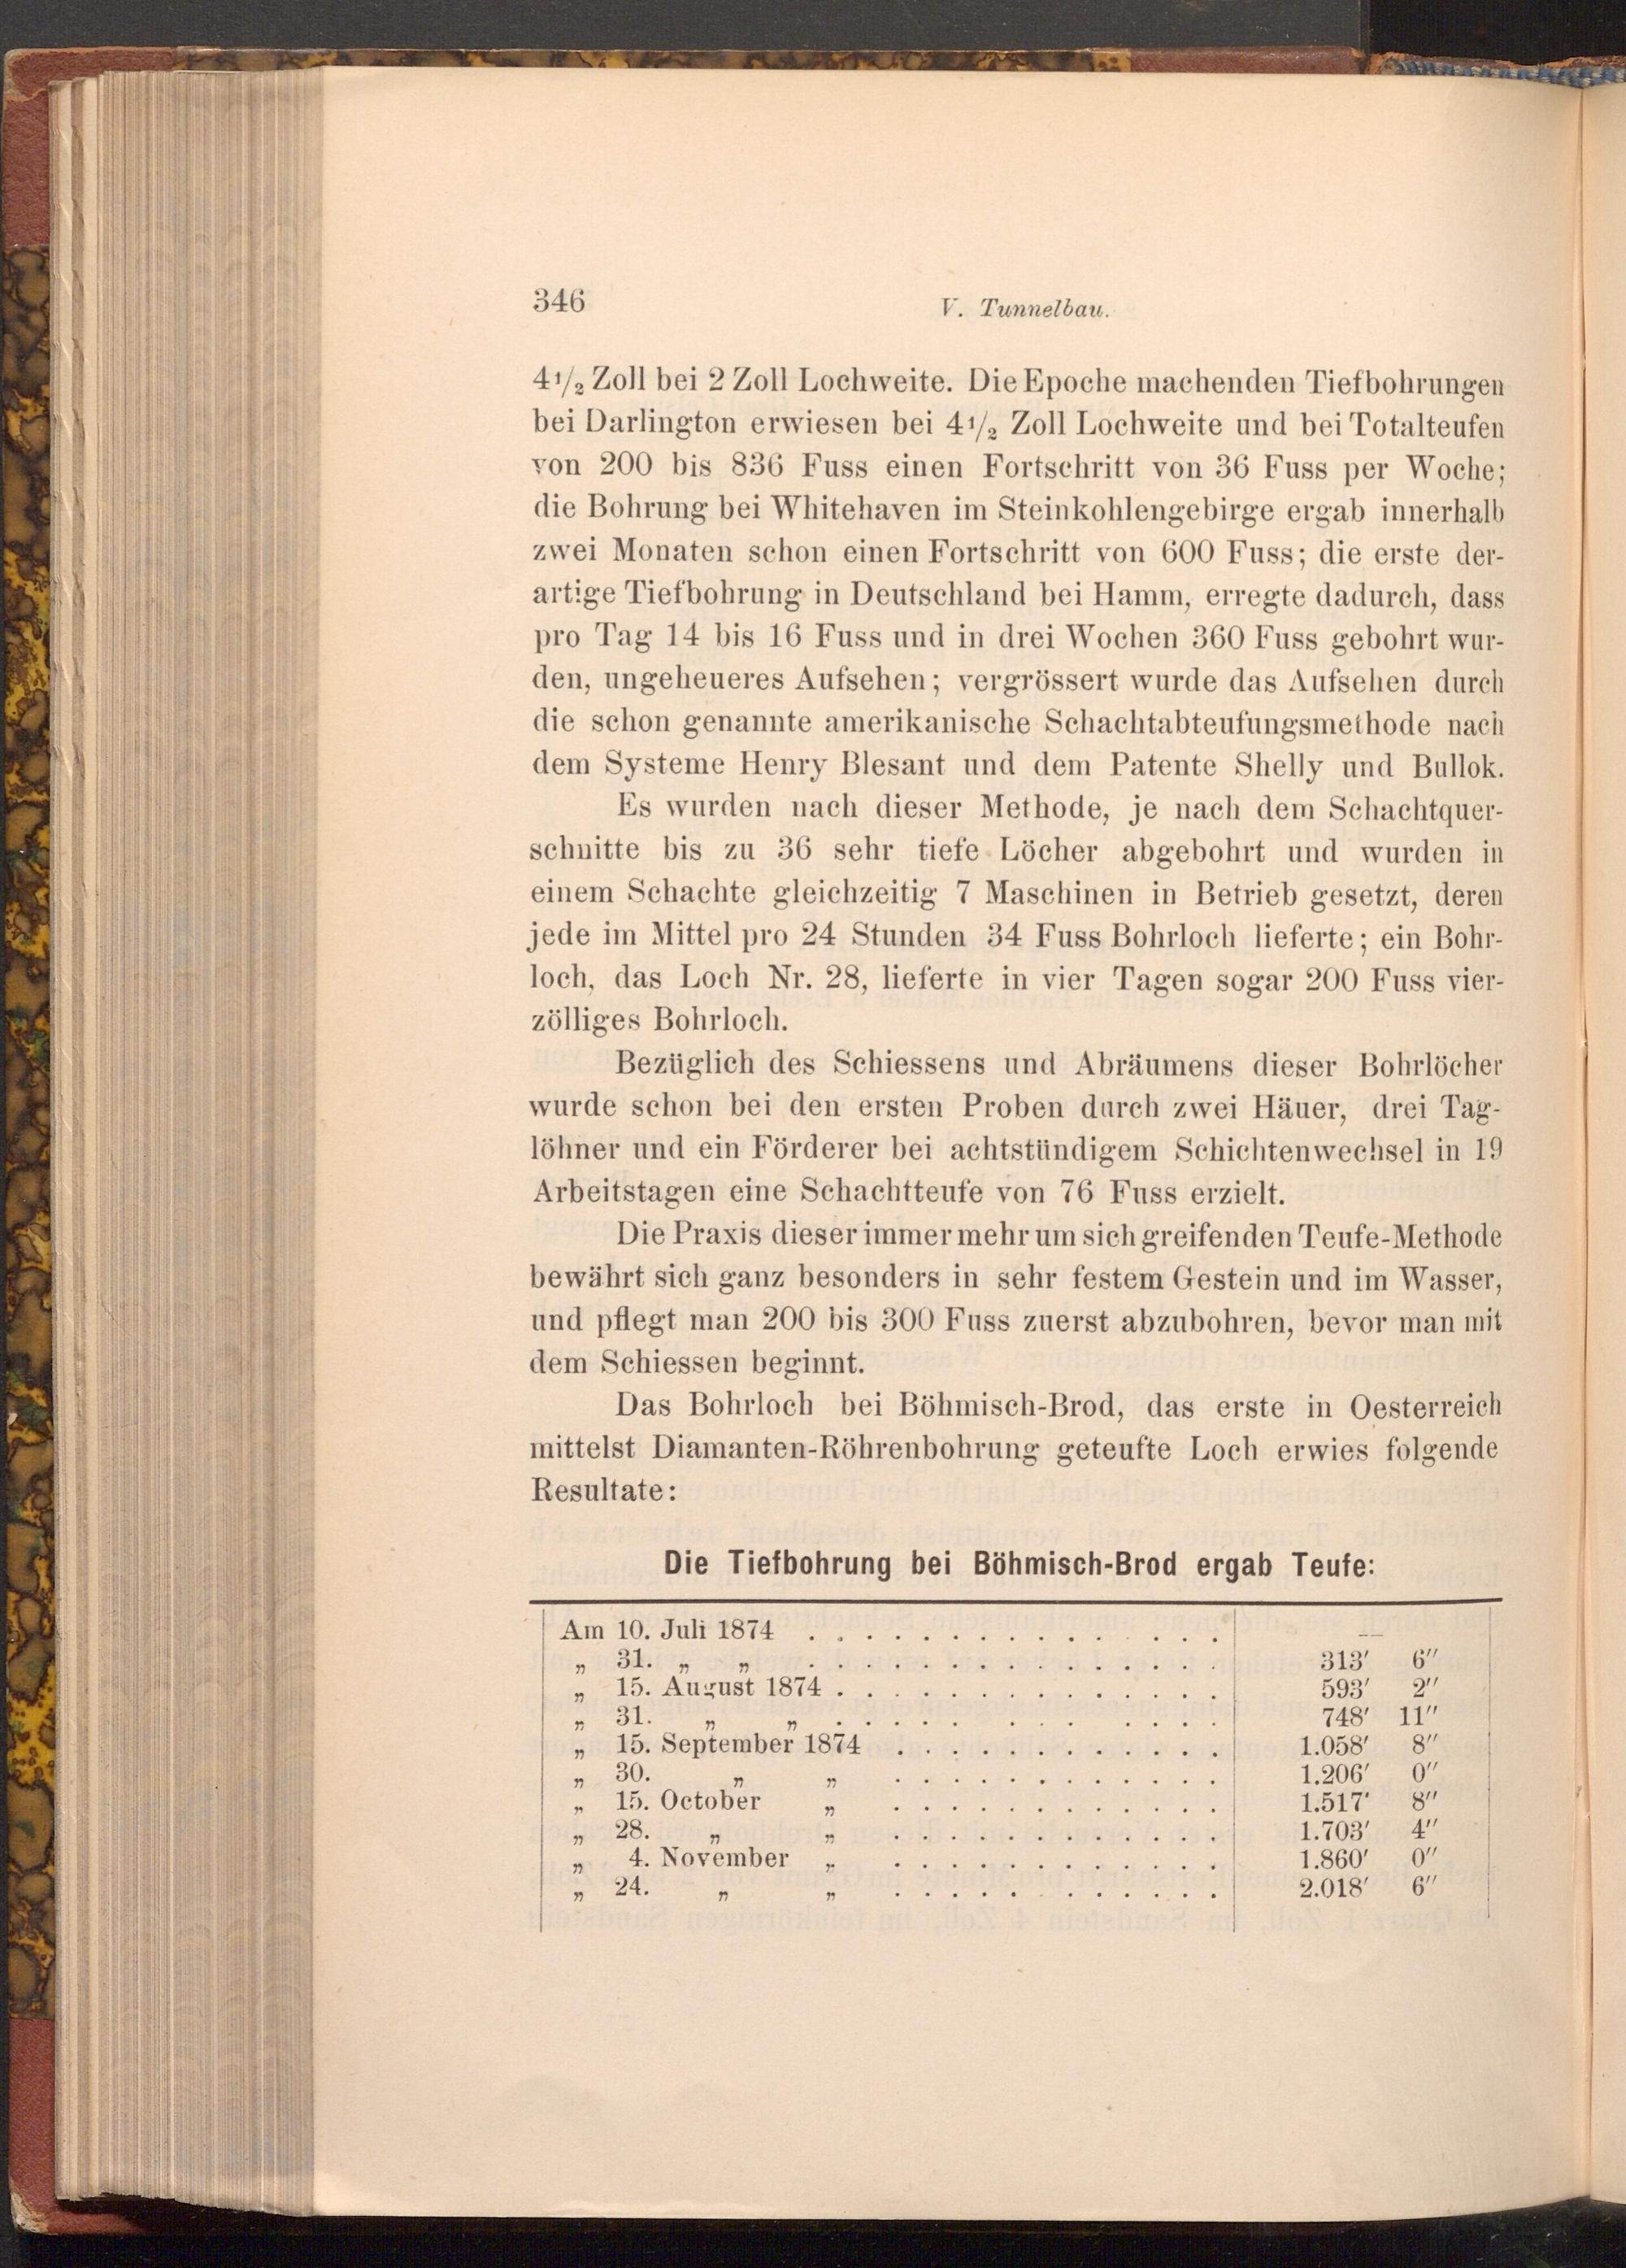 346
V. Tunnelbau.
4 1/2 Zoll bei 2 Zoll Lochweite. Die Epoche machenden Tiefbohrungen
bei Darlington erwiesen bei 4 1/2 Zoll Lochweite und bei Totalteufen
von 200 bis 836 Fuss einen Fortschritt von 36 Fuss per Woche;
die Bohrung bei Whitehaven im Steinkohlengebirge ergab innerhalb
zwei Monaten schon einen Fortschritt von 600 Fuss; die erste der-
artige Tiefbohrung in Deutschland bei Hamm, erregte dadurch, dass
pro Tag 14 bis 16 Fuss und in drei Wochen 360 Fuss gebohrt wur-
den, ungeheueres Aufsehen; vergrössert wurde das Aufsehen durch
die schon genannte amerikanische Schachtabteufungsmethode nach
dem Systeme Henry Blesant und dem Patente Shelly und Bullok.
Es wurden nach dieser Methode, je nach dem Schachtquer-
schnitte bis zu 36 sehr tiefe Löcher abgebohrt und wurden in
einem Schachte gleichzeitig 7 Maschinen in Betrieb gesetzt, deren
jede im Mittel pro 24 Stunden 34 Fuss Bohrloch lieferte; ein Bohr-
loch, das Loch Nr. 28, lieferte in vier Tagen sogar 200 Fuss vier-
zölliges Bohrloch.
Bezüglich des Schiessens und Abräumens dieser Bohrlöcher
wurde schon bei den ersten Proben durch zwei Häuer, drei Tag-
löhner und ein Förderer bei achtstündigem Schichtenwechsel in 19
Arbeitstagen eine Schachtteufe von 76 Fuss erzielt.
Die Praxis dieser immer mehr um sich greifenden Teufe-Methode
bewährt sich ganz besonders in sehr festem Gestein und im Wasser,
und pflegt man 200 bis 300 Fuss zuerst abzubohren, bevor man mit
dem Schiessen beginnt.
Das Bohrloch bei Böhmisch-Brod, das erste in Oesterreich
mittelst Diamanten-Röhrenbohrung geteufte Loch erwies folgende
Resultate:
Die Tiefbohrung bei Böhmisch-Brod ergab Teufe:
Am 10. Juli 1874 . . . . . . . . . . . . . . . —
„ 31. „ „ . . . . . . . . . . . . . . . 313′ 6″
„ 15. August 1874 . . . . . . . . . . . . . . 593′ 2″
„ 31. „ „ . . . . . . . . . . . . . . 748′ 11″
„ 15. September 1874 . . . . . . . . . . . . 1.058′ 8″
„ 30. „ „ . . . . . . . . . . . . 1.206′ 0″
„ 15. October „ . . . . . . . . . . . . 1.517′ 8″
„ 28. „ „ . . . . . . . . . . . . 1.703′ 4″
„ 4. November „ . . . . . . . . . . . . 1.860′ 0″
„ 24. „ „ . . . . . . . . . . . . 2.018′ 6″